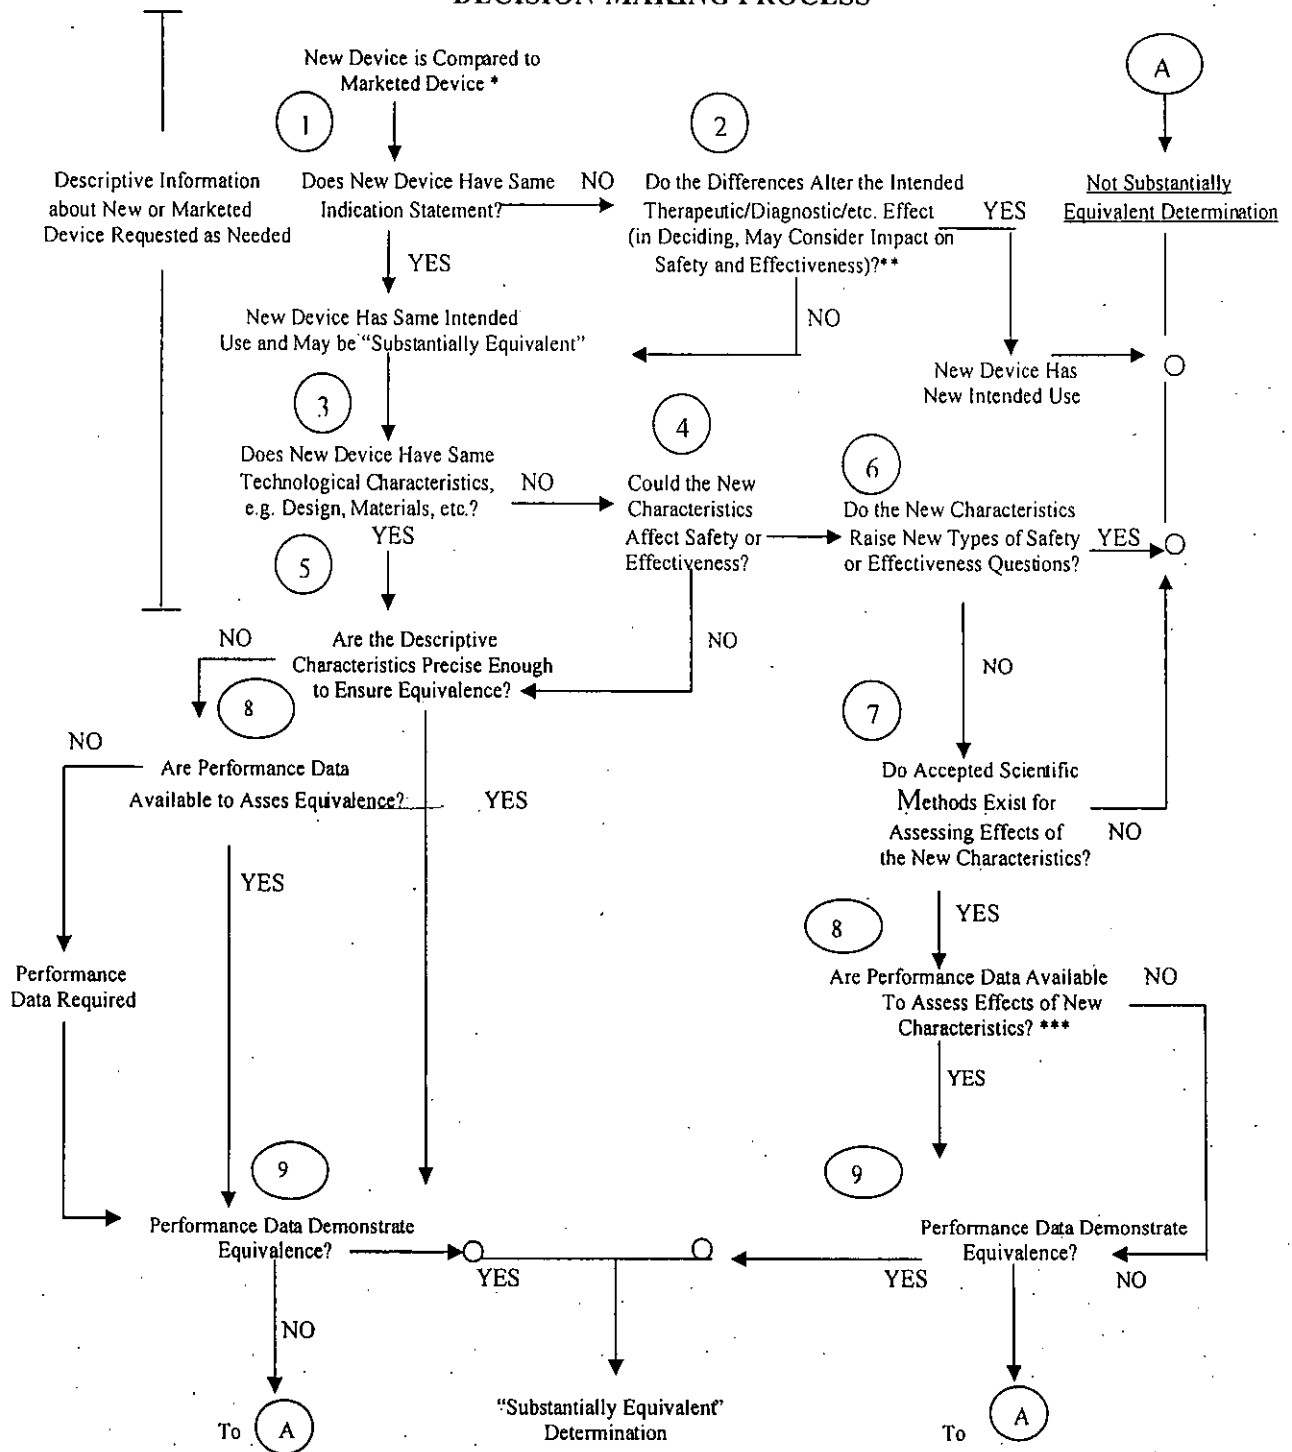 DECISION-MAKING PROCESS
New Device is Compared to
Marketed Device *
A
1
2
Descriptive Information
about New or Marketed
Device Requested as Needed
Does New Device Have Same
Indication Statement?
NO
Do the Differences Alter the Intended
Therapeutic/Diagnostic/etc. Effect
(in Deciding, May Consider Impact on
Safety and Effectiveness)?**
YES
Not Substantially
Equivalent Determination
YES
NO
New Device Has Same Intended
Use and May be "Substantially Equivalent"
New Device Has
New Intended Use
3
4
6
Does New Device Have Same
Technological Characteristics,
e.g. Design, Materials, etc.?
NO
Could the New
Characteristics
Affect Safety or
Effectiveness?
Do the New Characteristics
Raise New Types of Safety
or Effectiveness Questions?
YES
YES
5
NO
Are the Descriptive
Characteristics Precise Enough
to Ensure Equivalence?
NO
NO
8
7
NO
Are Performance Data
Available to Asses Equivalence?
YES
Do Accepted Scientific
Methods Exist for
Assessing Effects of
the New Characteristics?
NO
YES
YES
8
Performance
Data Required
Are Performance Data Available
To Assess Effects of New
Characteristics? ***
NO
YES
9
9
Performance Data Demonstrate
Equivalence?
YES
YES
Performance Data Demonstrate
Equivalence?
NO
NO
To A
"Substantially Equivalent"
Determination
To A